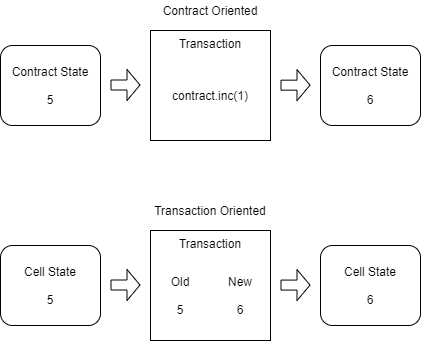 Contract Oriented
Transaction
Contract State
5
contract.inc(1)
Contract State
6
Transaction Oriented
Transaction
Cell State
5
Old New
5 6
Cell State
6